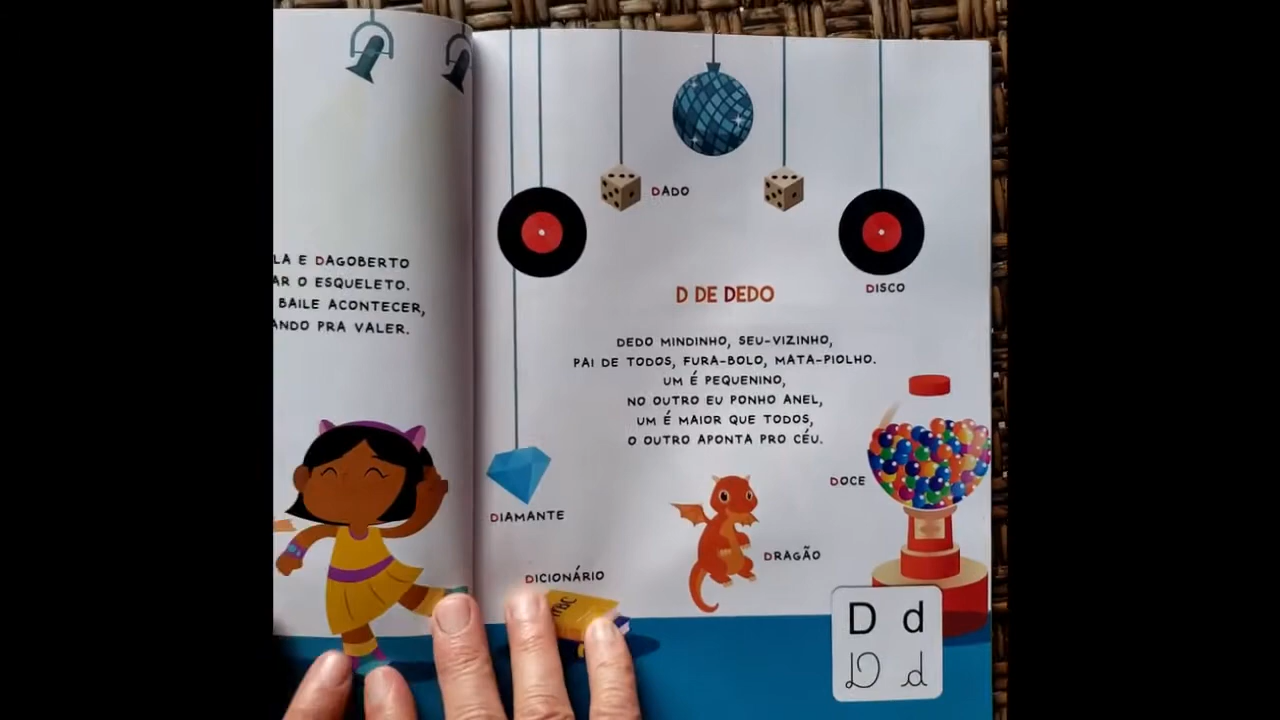 LA E DAGOBERTO
AR O ESQUELETO.
BAILE ACONTECER,
ANDO PRA VALER.
DADO
DISCO
D DE DEDO
DEDO MINDINHO, SEU-VIZINHO,
PAI DE TODOS, FURA-BOLO, MATA-PIOLHO.
UM É PEQUENINO,
NO OUTRO EU PONHO ANEL,
UM É MAIOR QUE TODOS,
O OUTRO APONTA PRO CÉU.
DOCE
DIAMANTE
DRAGÃO
DICIONÁRIO
ABC
D d
D d